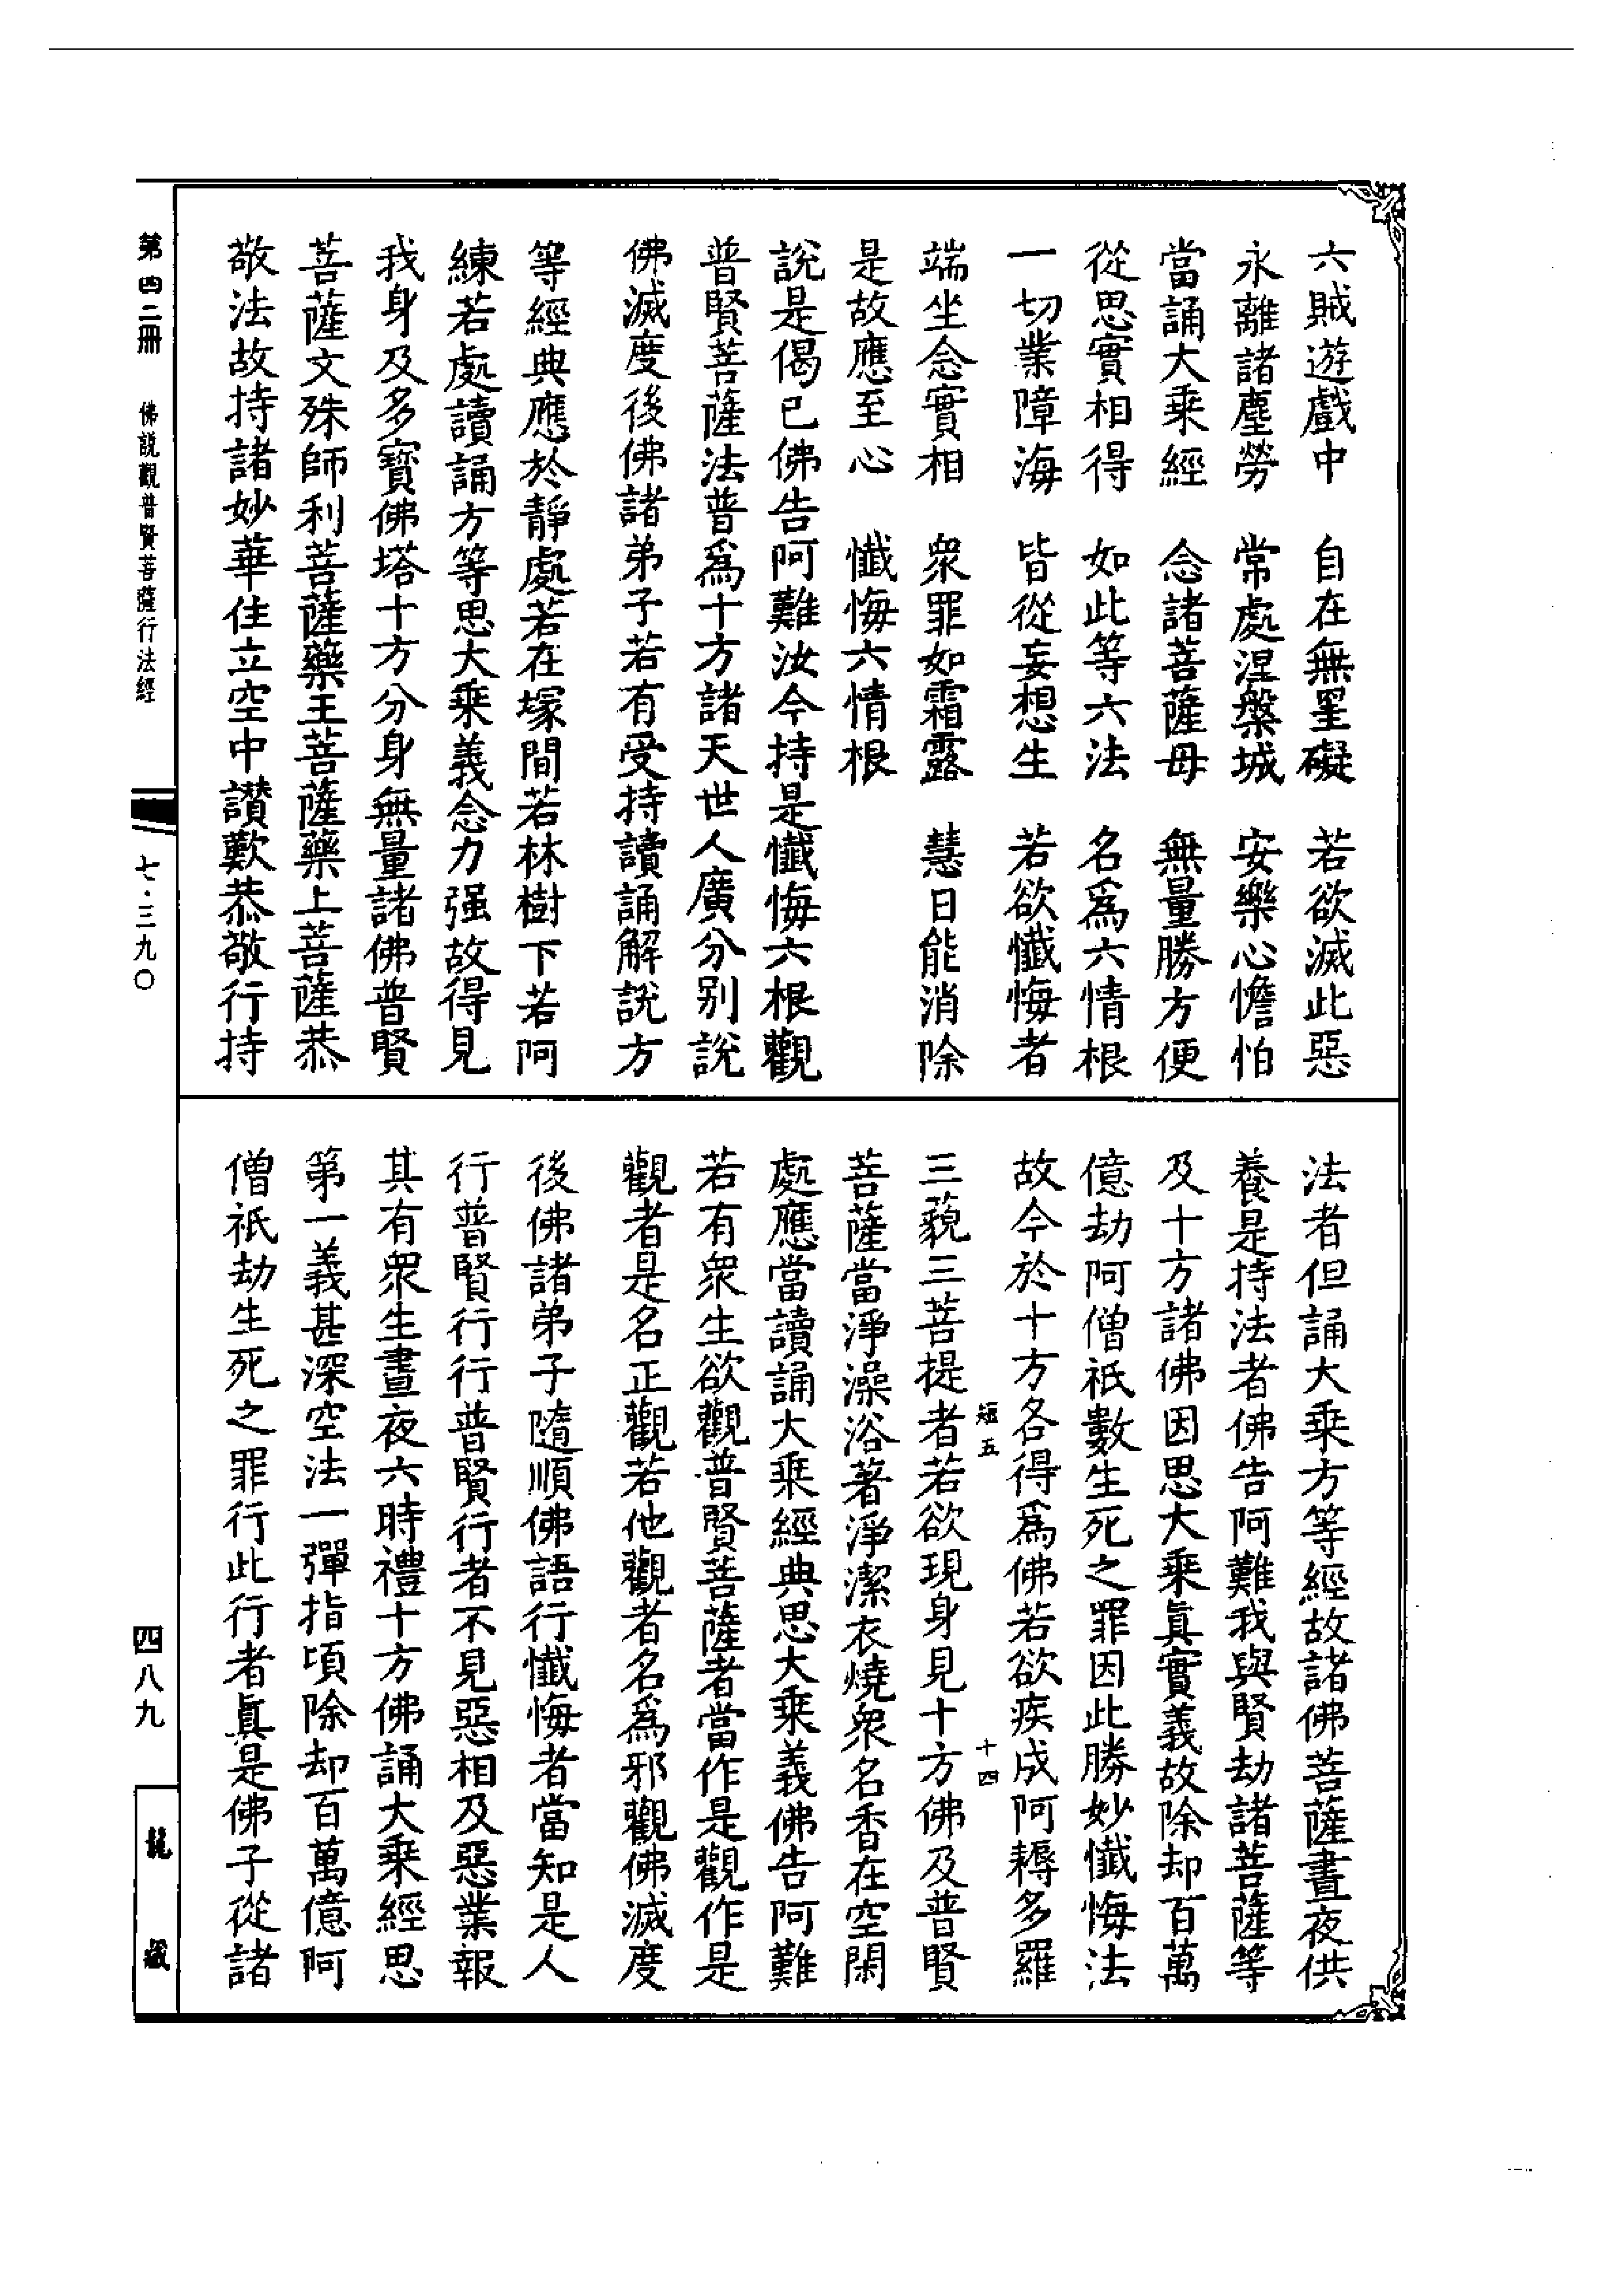 六賊遊戲中　自在無罣礙　若欲滅此惡
永離諸塵勞　常處涅槃城　安樂心憺怕
當誦大乘經　念諸菩薩母　無量勝方便
從思實相得　如此等六法　名爲六情根
一切業障海　皆從妄想生　若欲懺悔者
端坐念實相　衆罪如霜露　慧日能消除
是故應至心　懺悔六情根
說是偈已佛告阿難汝今持是懺悔六根觀
普賢菩薩法普爲十方諸天世人廣分别說
佛滅度後佛諸弟子若有受持讀誦解說方
等經典應於靜處若在塚間若林樹下若阿
練若處讀誦方等思大乘義念力强故得見
我身及多寶佛塔十方分身無量諸佛普賢
菩薩文殊師利菩薩藥王菩薩藥上菩薩恭
敬法故持諸妙華住立空中讃歎恭敬行持
法者但誦大乘方等經故諸佛菩薩晝夜供
養是持法者佛告阿難我與賢劫諸菩薩等
及十方諸佛因思大乘眞實義故除却百萬
億劫阿僧祇數生死之罪因此勝妙懺悔法
故今於十方各得爲佛若欲疾成阿耨多羅
短五　十四
三藐三菩提者若欲現身見十方佛及普賢
菩薩當淨澡浴著淨潔衣燒衆名香在空閑
處應當讀誦大乘經典思大乘義佛告阿難
若有衆生欲觀普賢菩薩者當作是觀作是
觀者是名正觀若他觀者名爲邪觀佛滅度
後佛諸弟子隨順佛語行懺悔者當知是人
行普賢行行普賢行者不見惡相及惡業報
其有衆生晝夜六時禮十方佛誦大乘經思
第一義甚深空法一彈指頃除却百萬億阿
僧祇劫生死之罪行此行者眞是佛子從諸
第四二冊　佛説觀普賢菩薩行法經　七·三九〇　四八九　龍藏